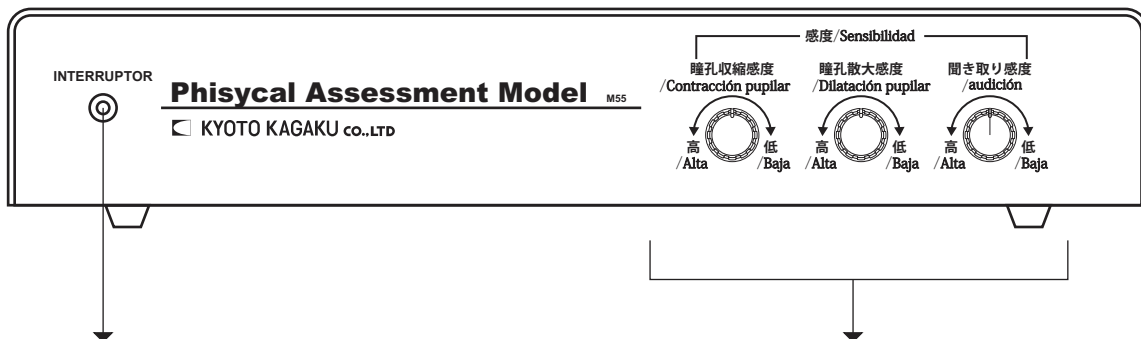 感度/Sensibilidad
INTERRUPTOR
Phisycal Assessment Model M55
KYOTO KAGAKU CO.,LTD
瞳孔収縮感度
/Contracción pupilar
高
/Alta
低
/Baja
瞳孔散大感度
/Dilatación pupilar
高
/Alta
低
/Baja
聞き取り感度
/audición
高
/Alta
低
/Baja